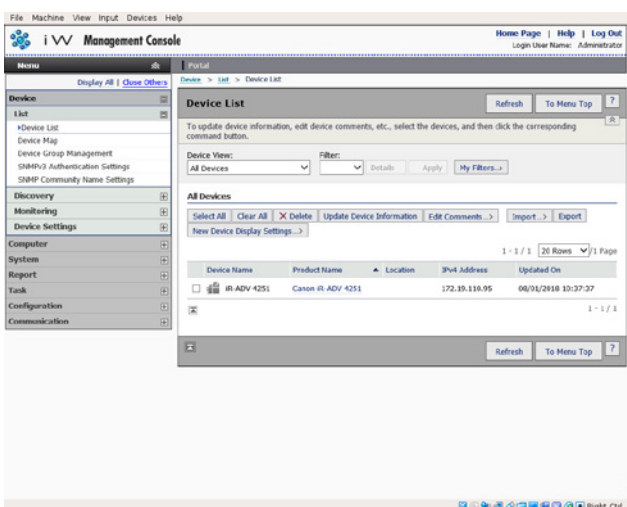 File Machine View Input Devices Help
i W Management Console
Home Page | Help | Log Out
Login User Name: Administrator
Menu
Portal
Display All | Close Others
Device > List > Device List
Device
List
Device List
Device Map
Device Group Management
SNMPv3 Authentication Settings
SNMP Community Name Settings
Discovery
Monitoring
Device Settings
Computer
System
Report
Task
Configuration
Communication
Device List
Refresh To Menu Top ?
To update device information, edit device comments, etc., select the devices, and then click the corresponding
command button.
Device View: Filter:
All Devices Details Apply My Filters...>
All Devices
Select All Clear All X Delete Update Device Information Edit Comments...> Import...> Export
New Device Display Settings...>
1 - 1 / 1 20 Rows 1/1 Page
Device Name Product Name ▲ Location IPv4 Address Updated On
iR-ADV 4251 Canon iR-ADV 4251 172.19.110.95 08/01/2018 10:37:37
1 - 1 / 1
Refresh To Menu Top ?
Right Ctrl